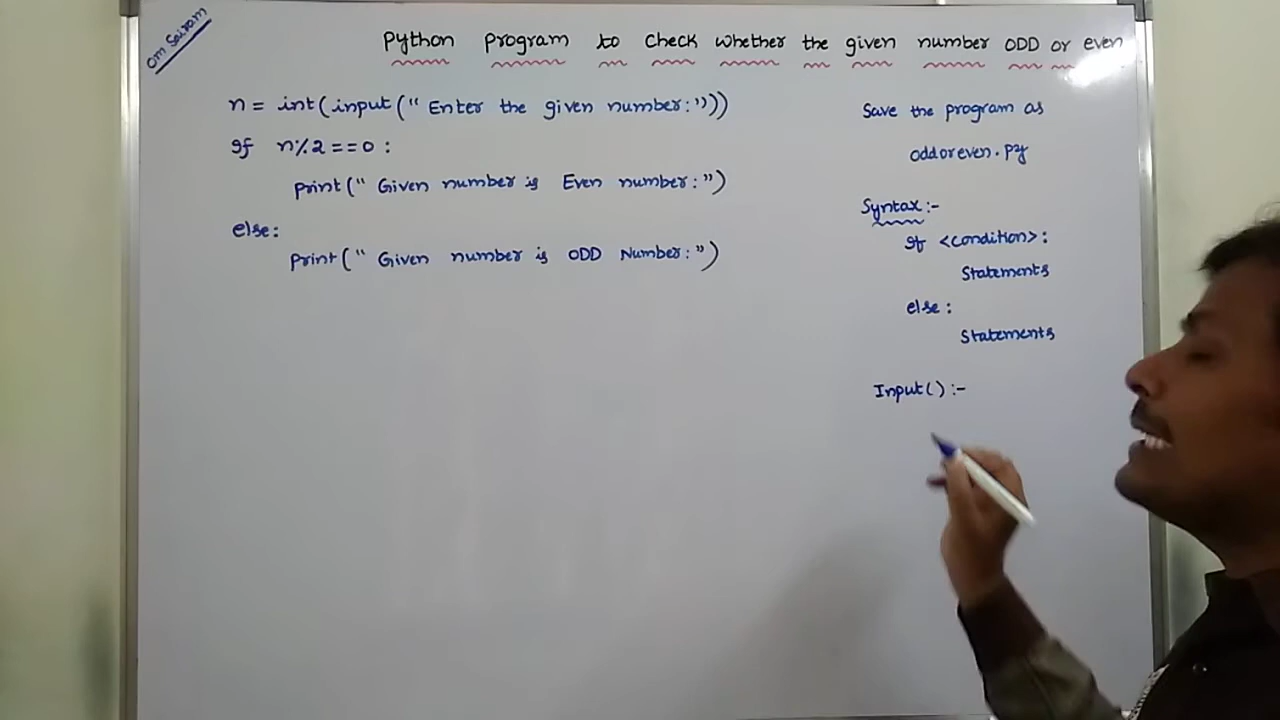 Om Sairam
Python program to check whether the given number ODD or even
n = int(input("Enter the given number:"))
If n%2==0:
print("Given number is Even number:")
else:
print("Given number is ODD Number:")
Save the program as
oddoreven.py
Syntax:-
If <condition>:
Statements
else:
Statements
Input():-